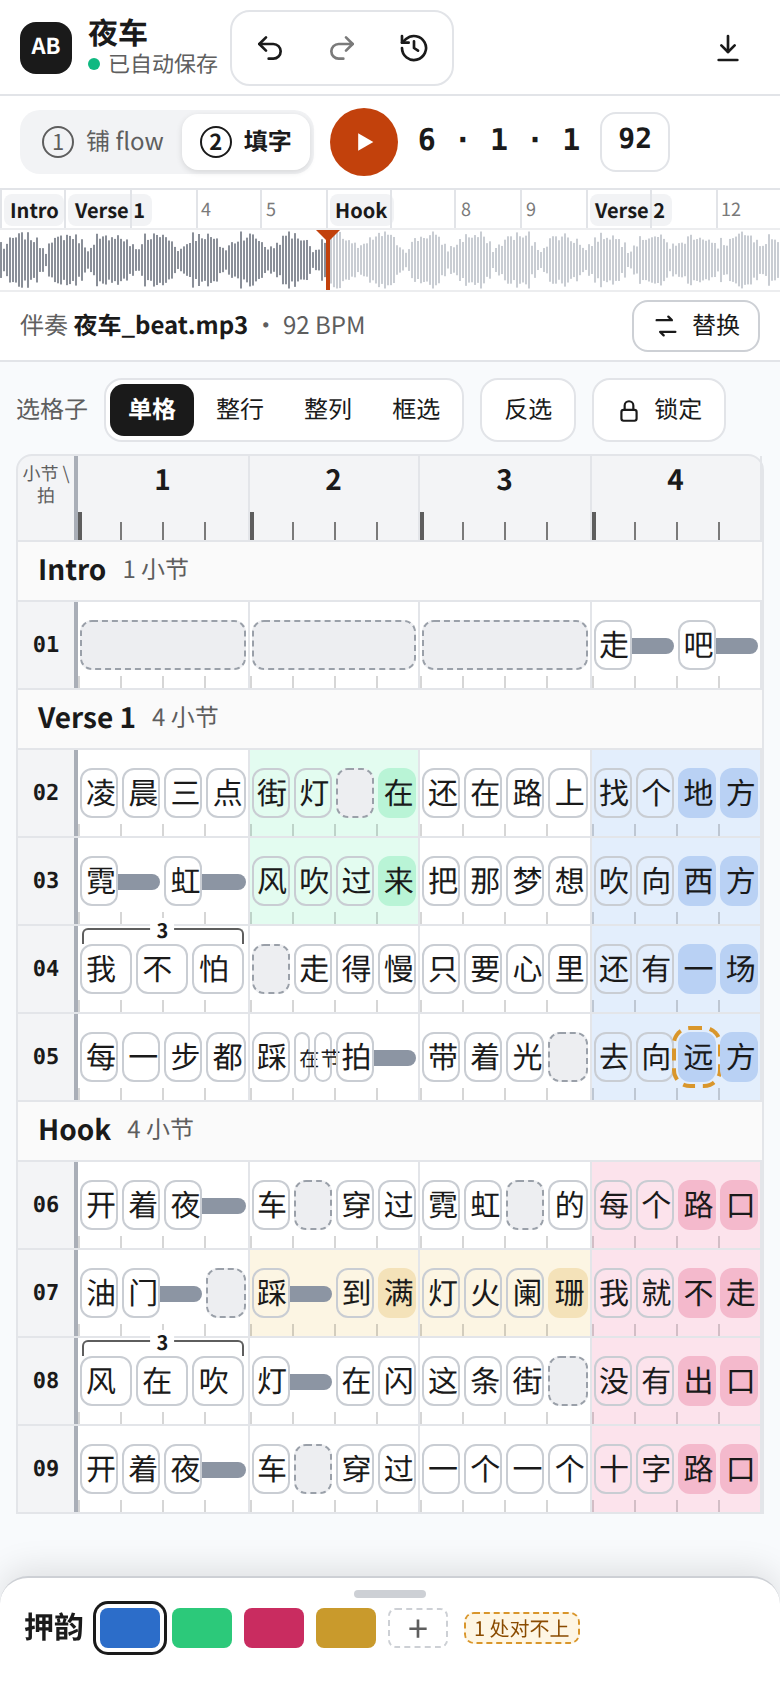 AB 夜车
已自动保存
1 铺 flow 2 填字 6 · 1 · 1 92
Intro Verse 1 4 5 Hook 8 9 Verse 2 12
伴奏 夜车_beat.mp3 · 92 BPM 替换
选格子 单格 整行 整列 框选 反选 锁定
小节 \ 拍 1 2 3 4
Intro 1 小节
01 走 吧
Verse 1 4 小节
02 凌 晨 三 点 街 灯 在 还 在 路 上 找 个 地 方
03 霓 虹 风 吹 过 来 把 那 梦 想 吹 向 西 方
3
04 我 不 怕 走 得 慢 只 要 心 里 还 有 一 场
05 每 一 步 都 踩 在 节 拍 带 着 光 去 向 远 方
Hook 4 小节
06 开 着 夜 车 穿 过 霓 虹 的 每 个 路 口
07 油 门 踩 到 满 灯 火 阑 珊 我 就 不 走
3
08 风 在 吹 灯 在 闪 这 条 街 没 有 出 口
09 开 着 夜 车 穿 过 一 个 一 个 十 字 路 口
押韵 + 1 处对不上